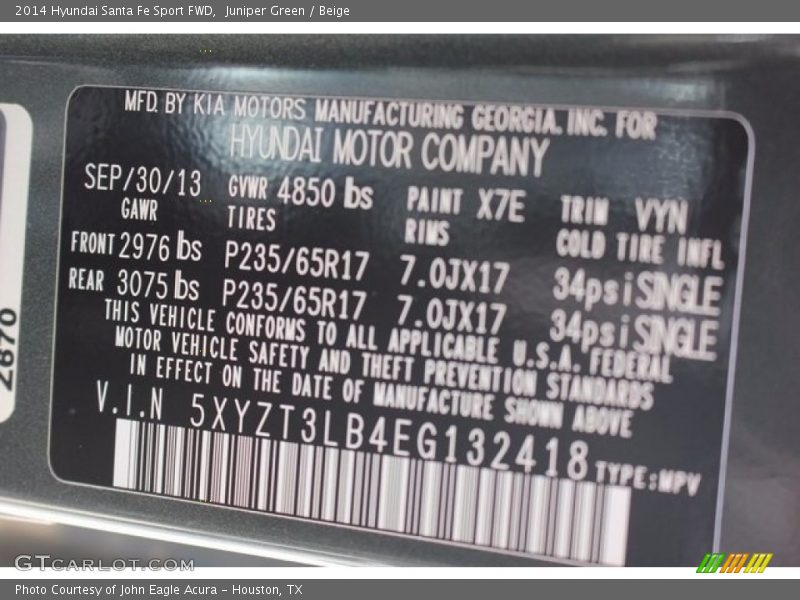 2014 Hyundai Santa Fe Sport FWD,  Juniper Green / Beige
MFD. BY KIA MOTORS MANUFACTURING GEORGIA. INC. FOR
HYUNDAI MOTOR COMPANY
SEP/30/13 GVWR 4850 lbs PAINT X7E TRIM VYN
GAWR TIRES RIMS COLD TIRE INFL
FRONT 2976 lbs P235/65R17 7.0JX17 34psi SINGLE
REAR 3075 lbs P235/65R17 7.0JX17 34psi SINGLE
THIS VEHICLE CONFORMS TO ALL APPLICABLE U.S.A. FEDERAL
MOTOR VEHICLE SAFETY AND THEFT PREVENTION STANDARDS
IN EFFECT ON THE DATE OF MANUFACTURE SHOWN ABOVE
V.I.N 5XYZT3LB4EG132418 TYPE:MPV
2870
GTCARLOT.COM
Photo Courtesy of John Eagle Acura - Houston, TX